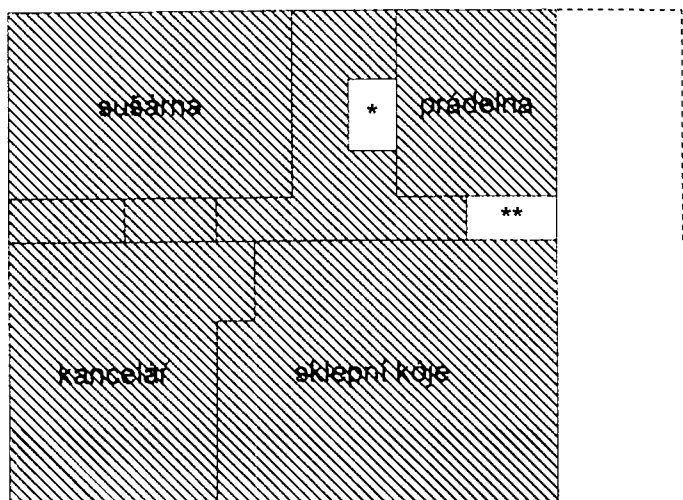 sušárna
*
prádelna
**
kancelář
sklepní kóje